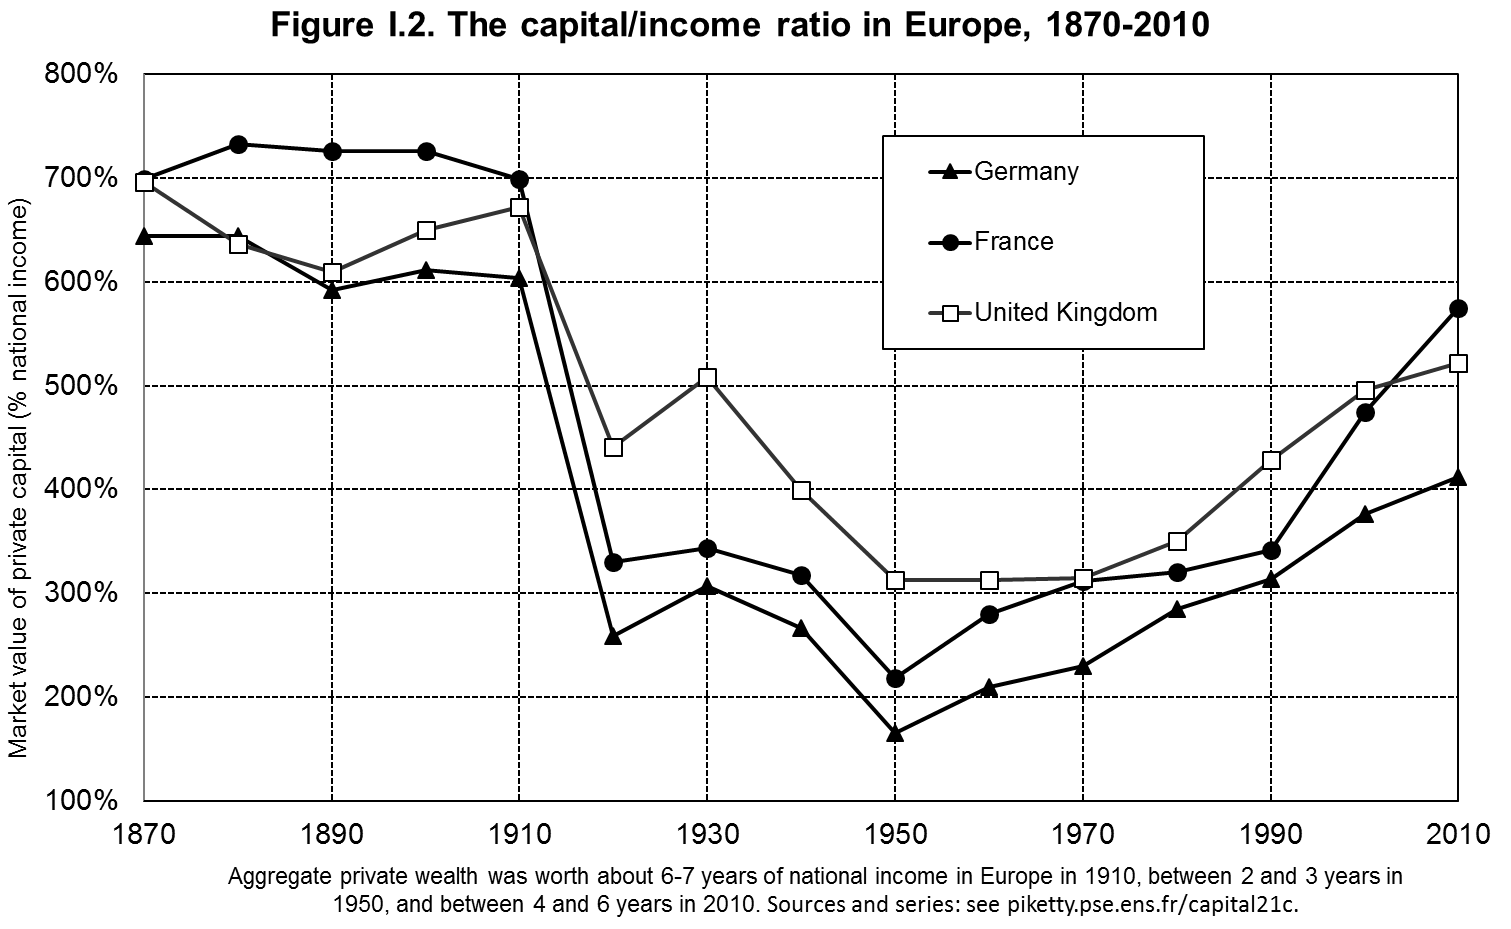 Figure I.2. The capital/income ratio in Europe, 1870-2010
Market value of private capital (% national income)
800%
700%
600%
500%
400%
300%
200%
100%
Germany
France
United Kingdom
1870 1890 1910 1930 1950 1970 1990 2010
Aggregate private wealth was worth about 6-7 years of national income in Europe in 1910, between 2 and 3 years in
1950, and between 4 and 6 years in 2010. Sources and series: see piketty.pse.ens.fr/capital21c.